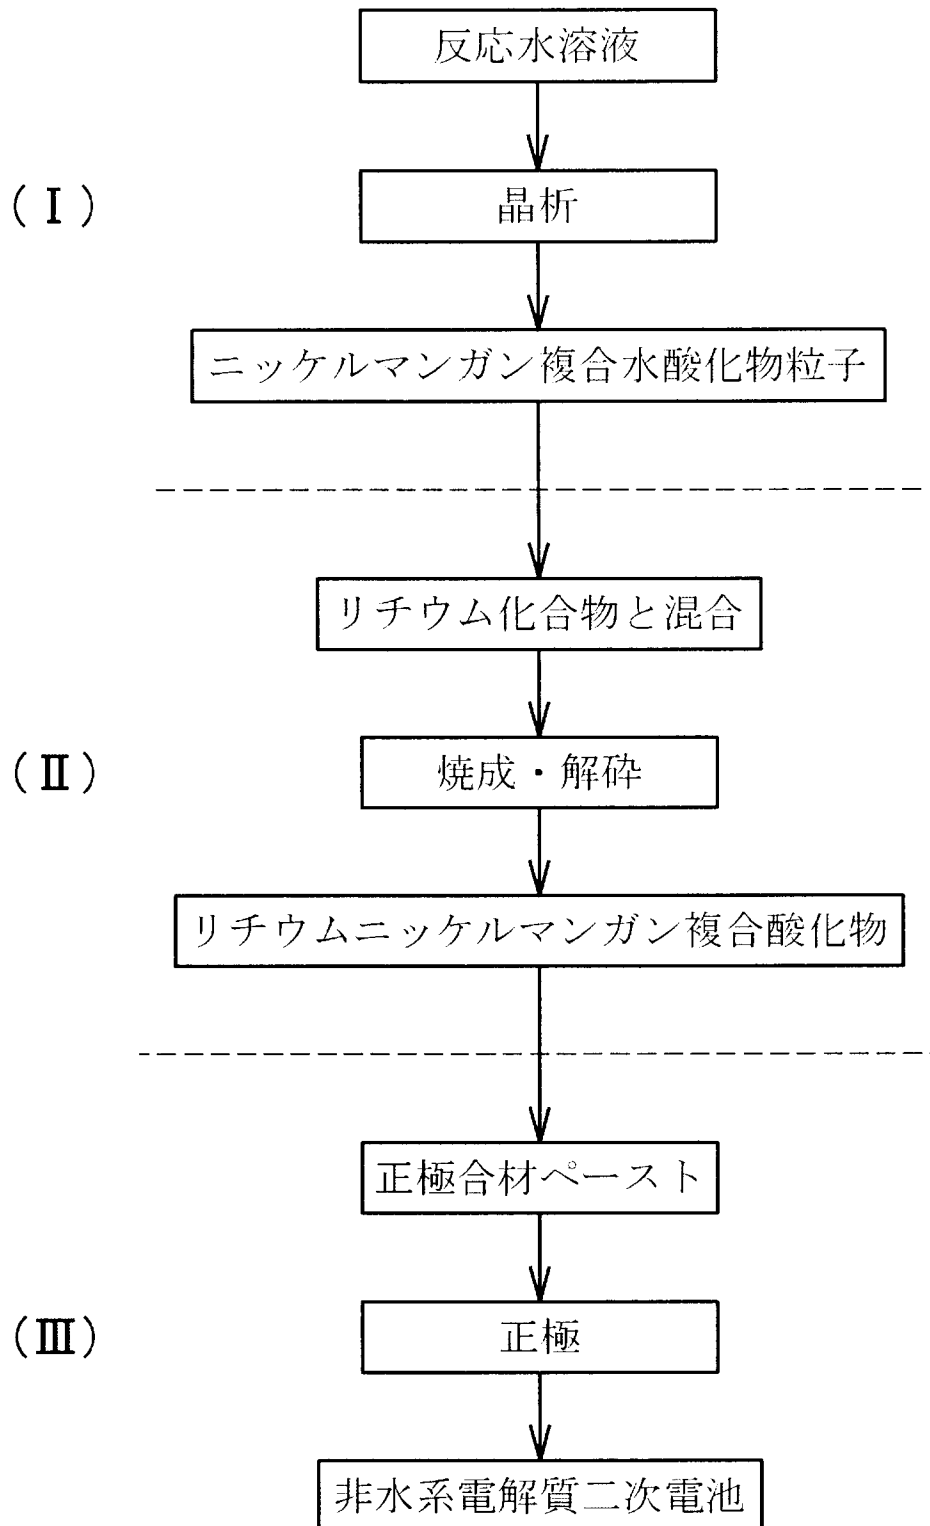 反応水溶液
(Ⅰ)
晶析
ニッケルマンガン複合水酸化物粒子
リチウム化合物と混合
(Ⅱ)
焼成・解砕
リチウムニッケルマンガン複合酸化物
正極合材ペースト
(Ⅲ)
正極
非水系電解質二次電池